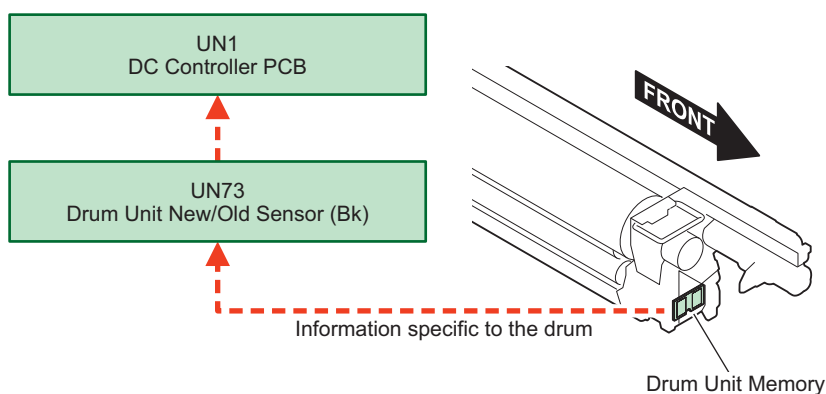 UN1
DC Controller PCB
FRONT
UN73
Drum Unit New/Old Sensor (Bk)
Information specific to the drum
Drum Unit Memory